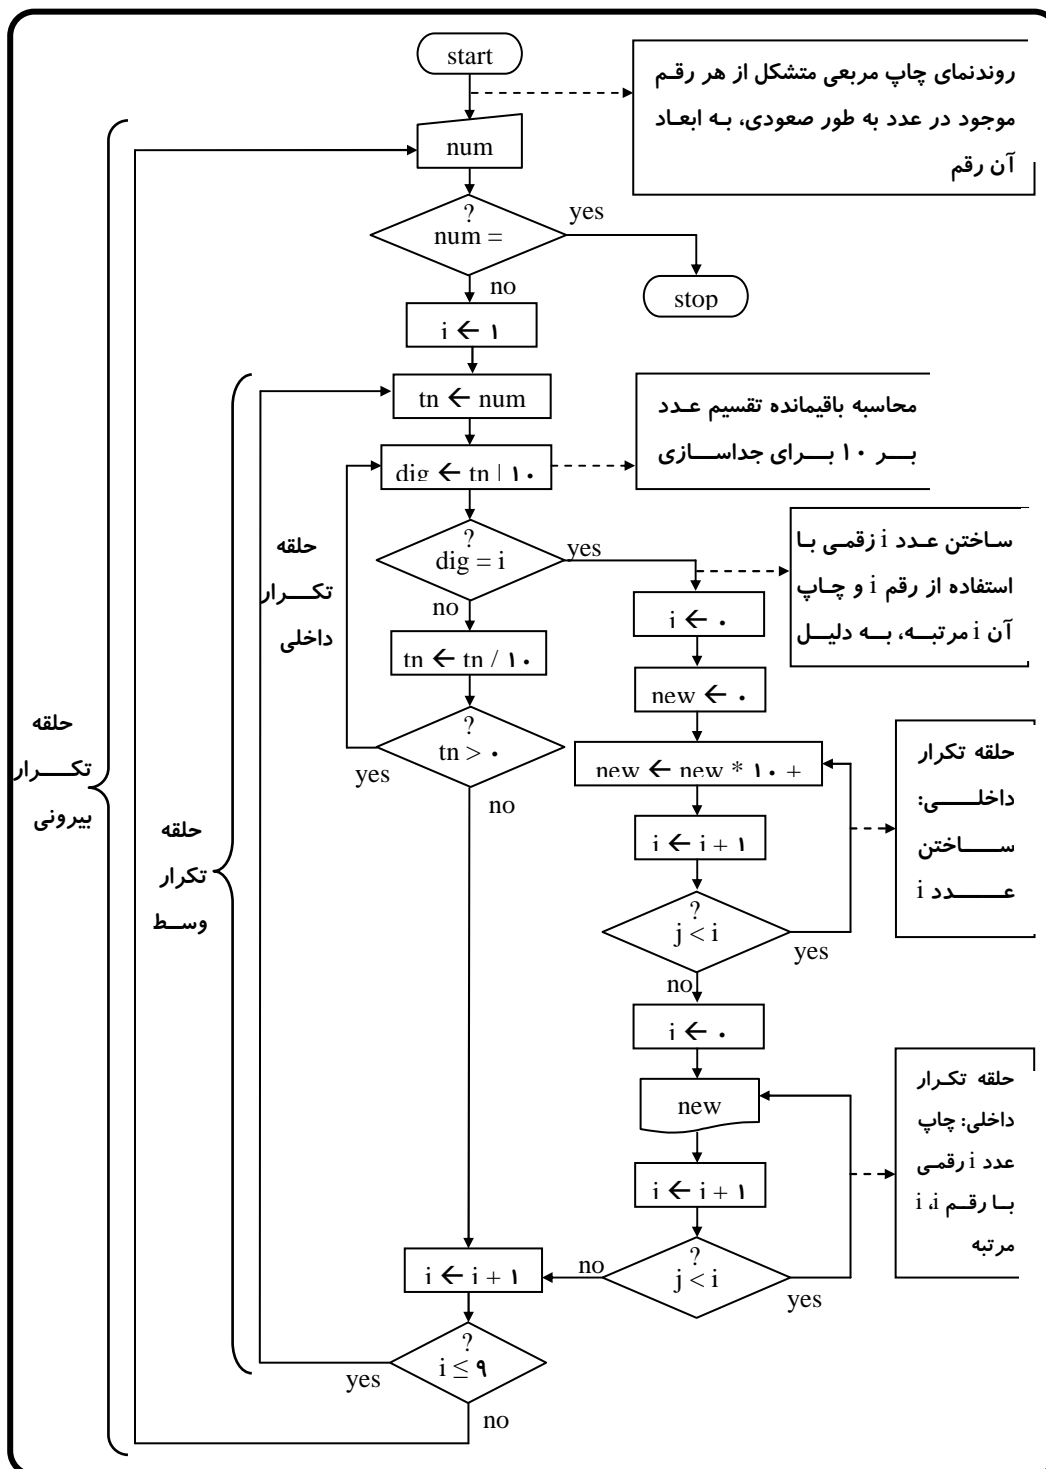 start
روندنمای چاپ مربعی متشکل از هر رقم
موجود در عدد به طور صعودی، به ابعاد
آن رقم
num
?
num =
yes
stop
no
i ← ۱
tn ← num
محاسبه باقیمانده تقسیم عدد
بر ۱۰ برای جداسازی
dig ← tn | ۱۰
?
dig = i
yes
ساختن عدد i رقمی با
استفاده از رقم i و چاپ
آن i مرتبه، به دلیل
no
tn ← tn / ۱۰
?
tn > ۰
yes
no
حلقه
تکرار
داخلی
j ← ۰
new ← ۰
new ← new * ۱۰ +
j ← j + ۱
?
j < i
yes
no
حلقه تکرار
داخلی:
ساختن
عدد i
حلقه
تکرار
بیرونی
حلقه
تکرار
وسط
j ← ۰
new
j ← j + ۱
?
j < i
yes
no
حلقه تکرار
داخلی: چاپ
عدد i رقمی
با رقم i، i
مرتبه
i ← i + ۱
?
i ≤ ۹
yes
no